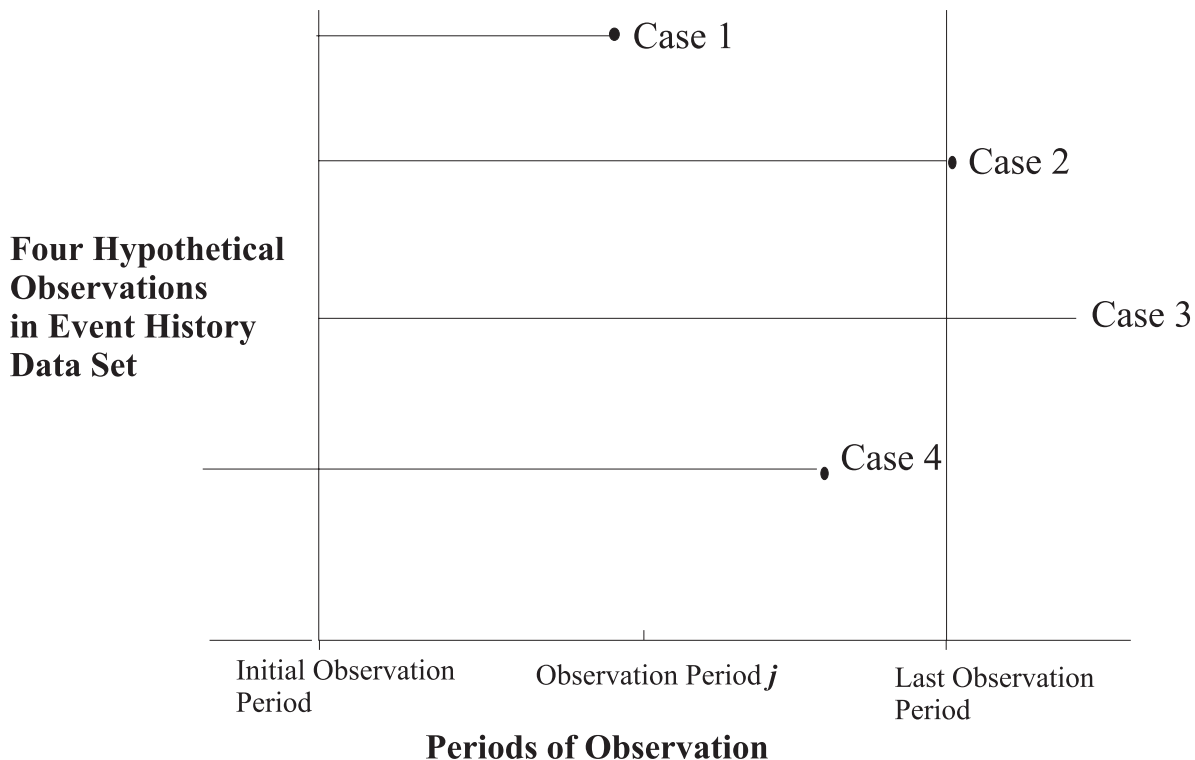 Case 1
Case 2
Four Hypothetical
Observations
in Event History
Data Set
Case 3
Case 4
Initial Observation
Period
Observation Period j
Last Observation
Period
Periods of Observation